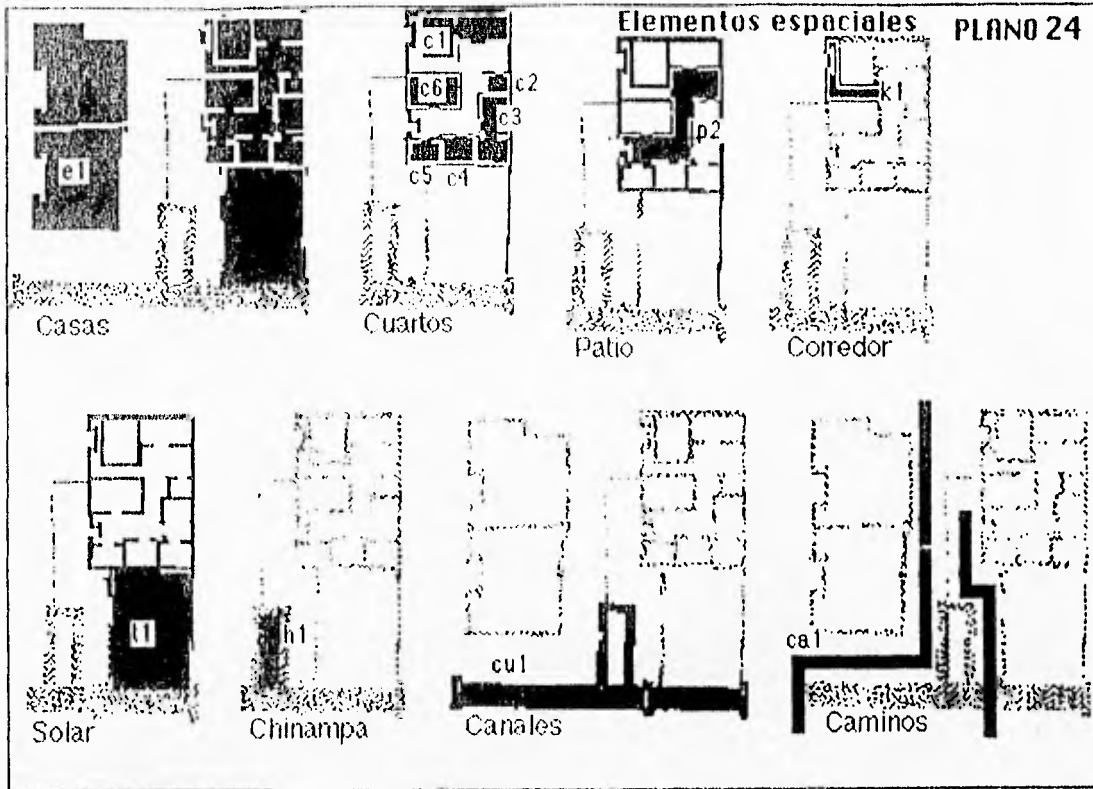 Elementos espaciales PLANO 24
c1
c6
c2
c3
c5 c4
e1
p2
k1
Casas
Cuartos
Patio
Corredor
t1
h1
cu1
ca1
Solar
Chinampa
Canales
Caminos